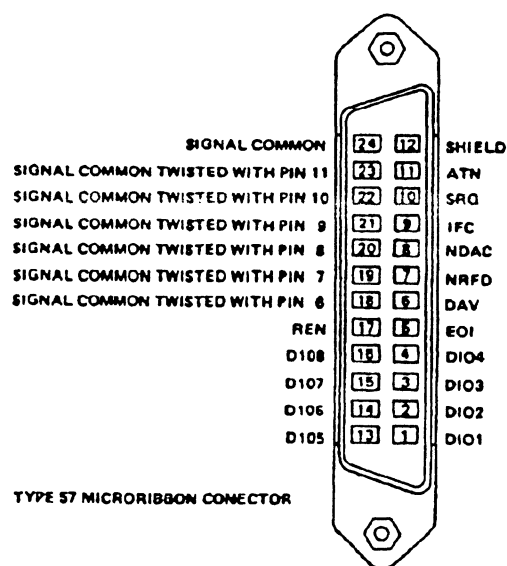 SIGNAL COMMON 24 12 SHIELD
SIGNAL COMMON TWISTED WITH PIN 11 23 11 ATN
SIGNAL COMMON TWISTED WITH PIN 10 22 10 SRQ
SIGNAL COMMON TWISTED WITH PIN 9 21 9 IFC
SIGNAL COMMON TWISTED WITH PIN 8 20 8 NDAC
SIGNAL COMMON TWISTED WITH PIN 7 19 7 NRFD
SIGNAL COMMON TWISTED WITH PIN 6 18 6 DAV
REN 17 5 EOI
D108 16 4 DIO4
D107 15 3 DIO3
D106 14 2 DIO2
D105 13 1 DIO1
TYPE 57 MICRORIBBON CONECTOR